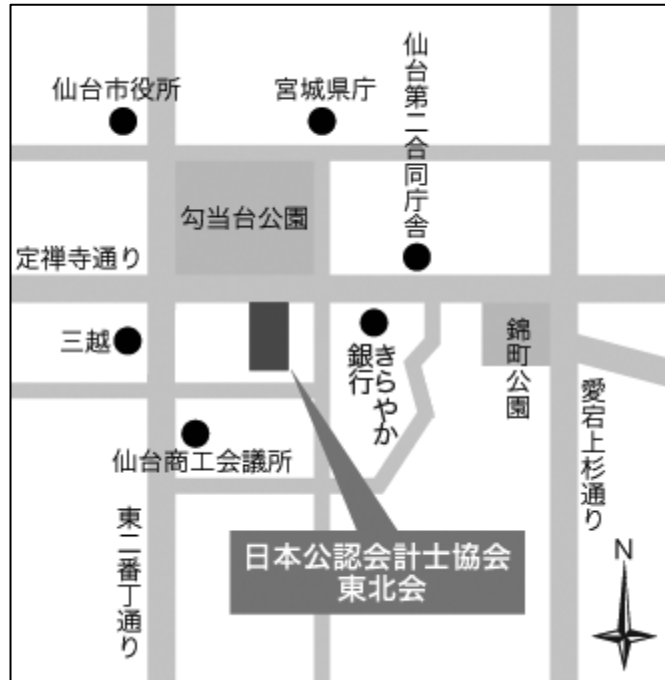 仙台市役所
宮城県庁
仙台第二合同庁舎
勾当台公園
定禅寺通り
三越
きらやか
銀行
錦町公園
愛宕上杉通り
仙台商工会議所
東二番丁通り
日本公認会計士協会
東北会
N